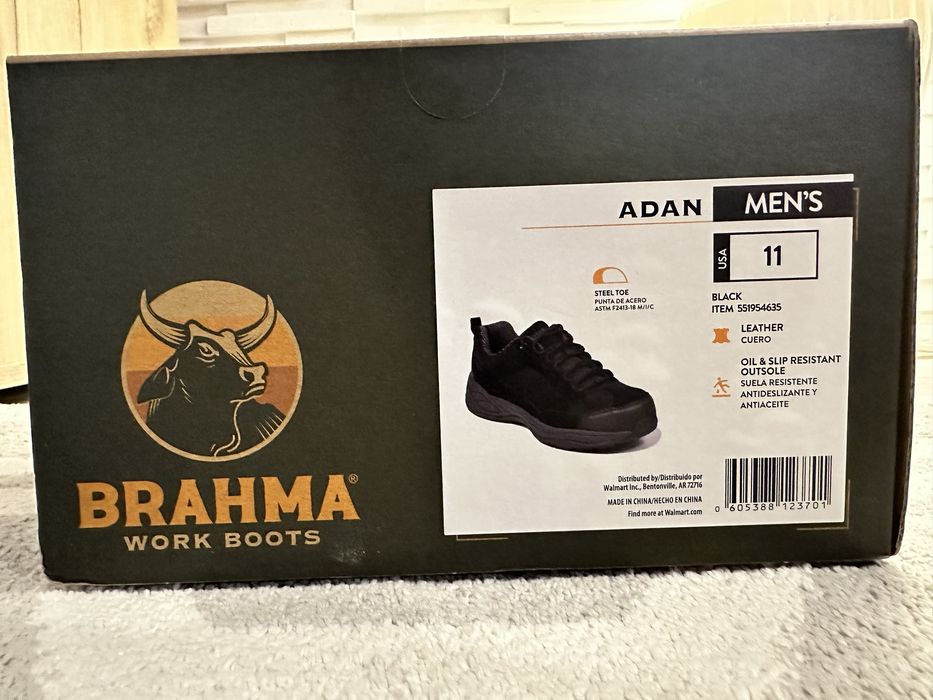 BRAHMA®
WORK BOOTS
ADAN
MEN'S
USA
11
STEEL TOE
PUNTA DE ACERO
ASTM F2413-18 M/I/C
BLACK
ITEM 551954635
LEATHER
CUERO
OIL & SLIP RESISTANT
OUTSOLE
SUELA RESISTENTE
ANTIDESLIZANTE Y
ANTIACEITE
Distributed by/Distribuido por
Walmart Inc., Bentonville, AR 72716
MADE IN CHINA/HECHO EN CHINA
Find more at Walmart.com
0 605388 123701